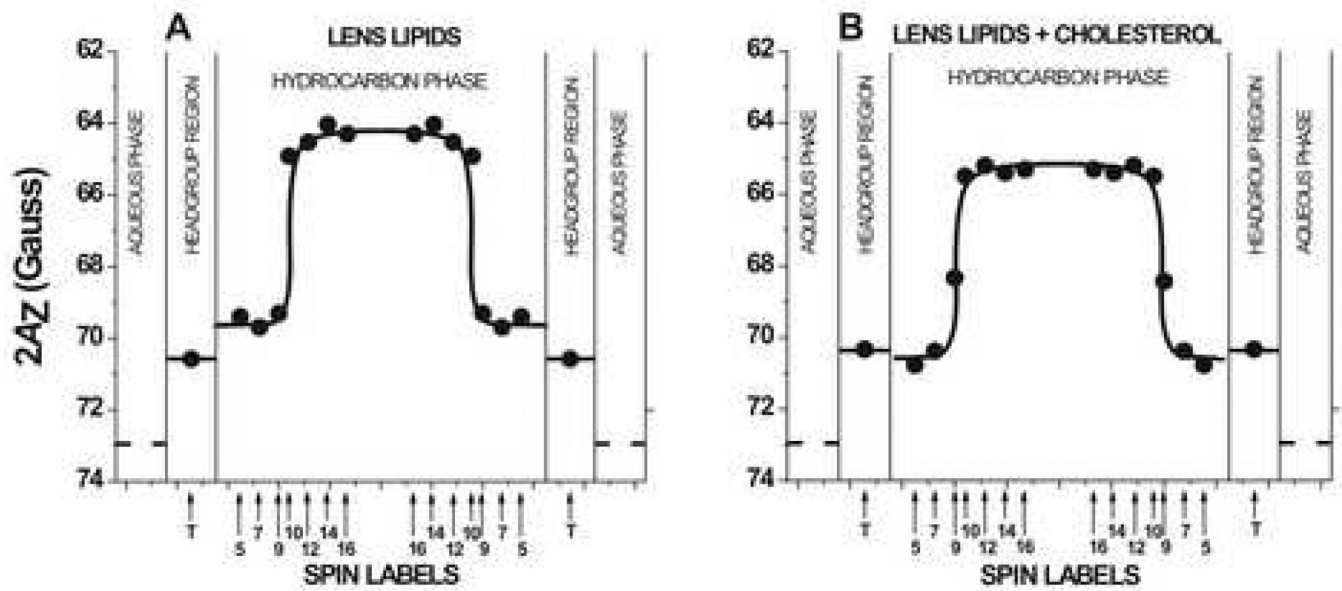 A
LENS LIPIDS
HYDROCARBON PHASE
AQUEOUS PHASE
HEADGROUP REGION
HEADGROUP REGION
AQUEOUS PHASE
2AZ (Gauss)
62
64
66
68
70
72
74
T
5
7
9
10
12
14
16
16
14
12
10
9
7
5
T
SPIN LABELS
B
LENS LIPIDS + CHOLESTEROL
HYDROCARBON PHASE
AQUEOUS PHASE
HEADGROUP REGION
HEADGROUP REGION
AQUEOUS PHASE
62
64
66
68
70
72
74
T
5
7
9
10
12
14
16
16
14
12
10
9
7
5
T
SPIN LABELS